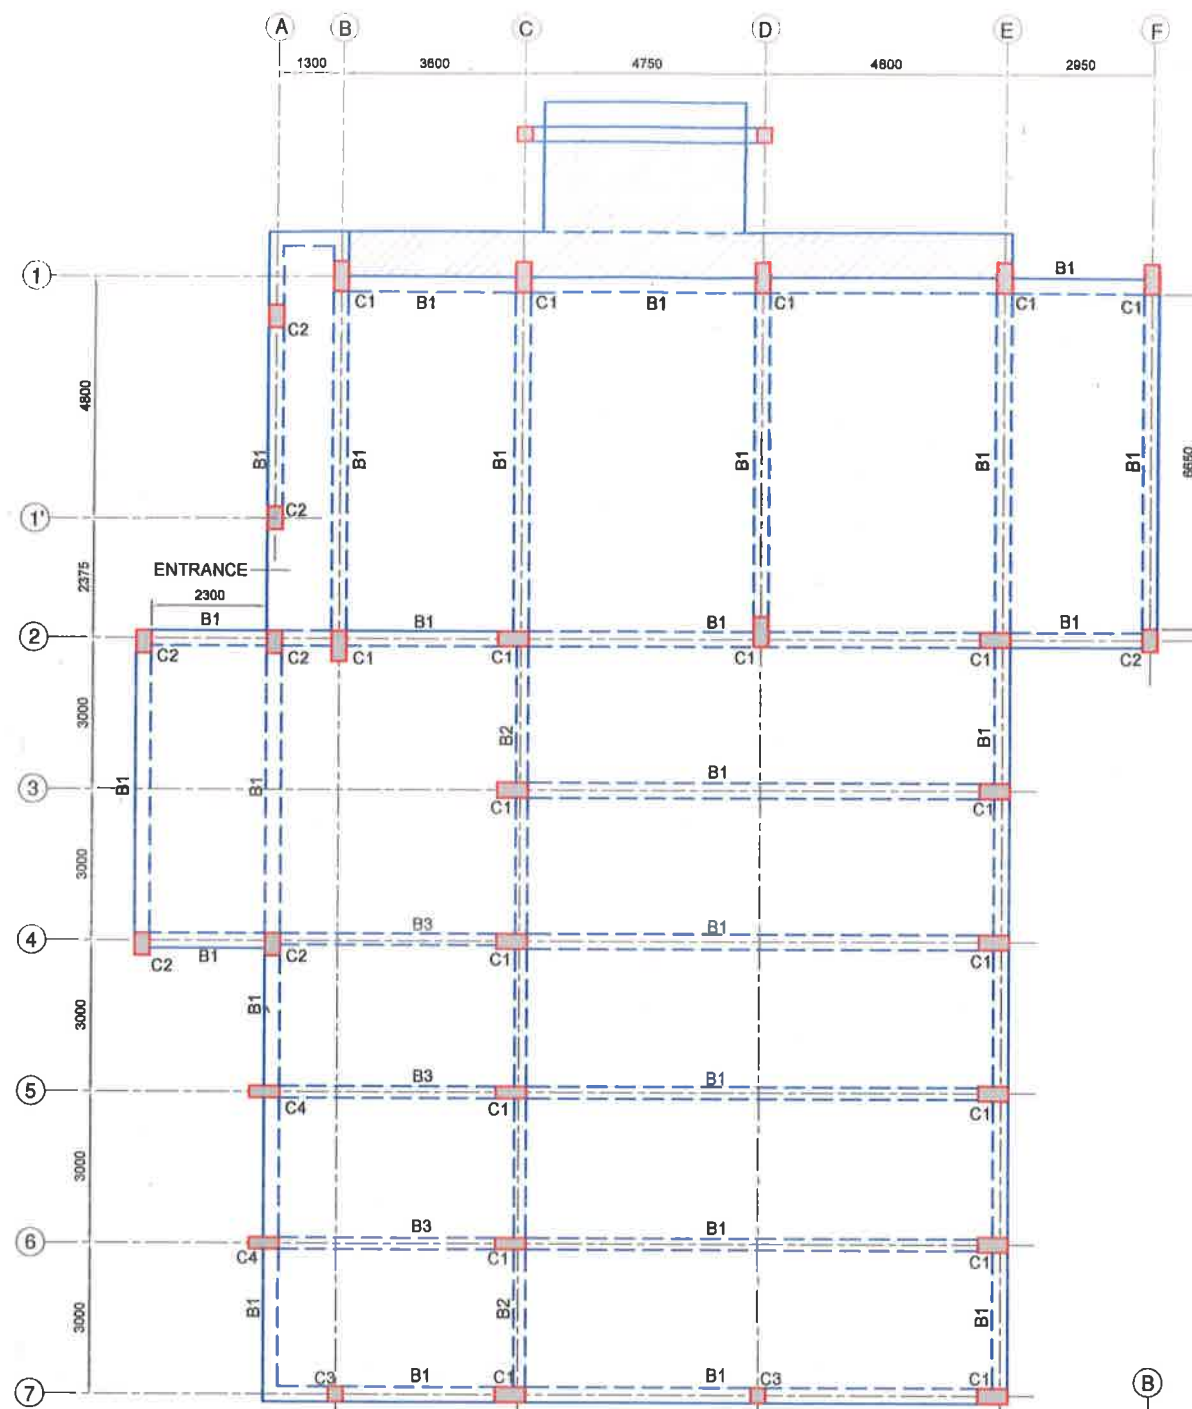 A B C D E F
1300 3600 4750 4800 2950
1 B1
C1 B1 C1 B1 C1 C1 C1
C2
4800
B1 B1 B1 B1 B1 B1 6650
1' C2
2375 ENTRANCE
2300
2 B1 B1 B1 B1
C2 C2 C1 C1 C1 C1 C2
3000 B2 B1
3 B1 B1 C1 B1 C1
3000
4 B3 B1
C2 B1 C2 C1 C1
3000 B1
5 B3 B1
C4 C1 C1
3000
6 B3 B1
C4 C1 C1
3000 B1 B2 B1
7 C3 B1 C1 B1 C3 C1 B